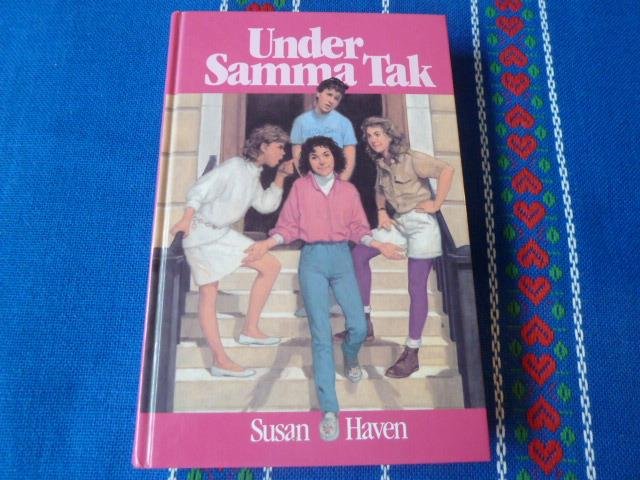 Under
Samma Tak
Susan Haven